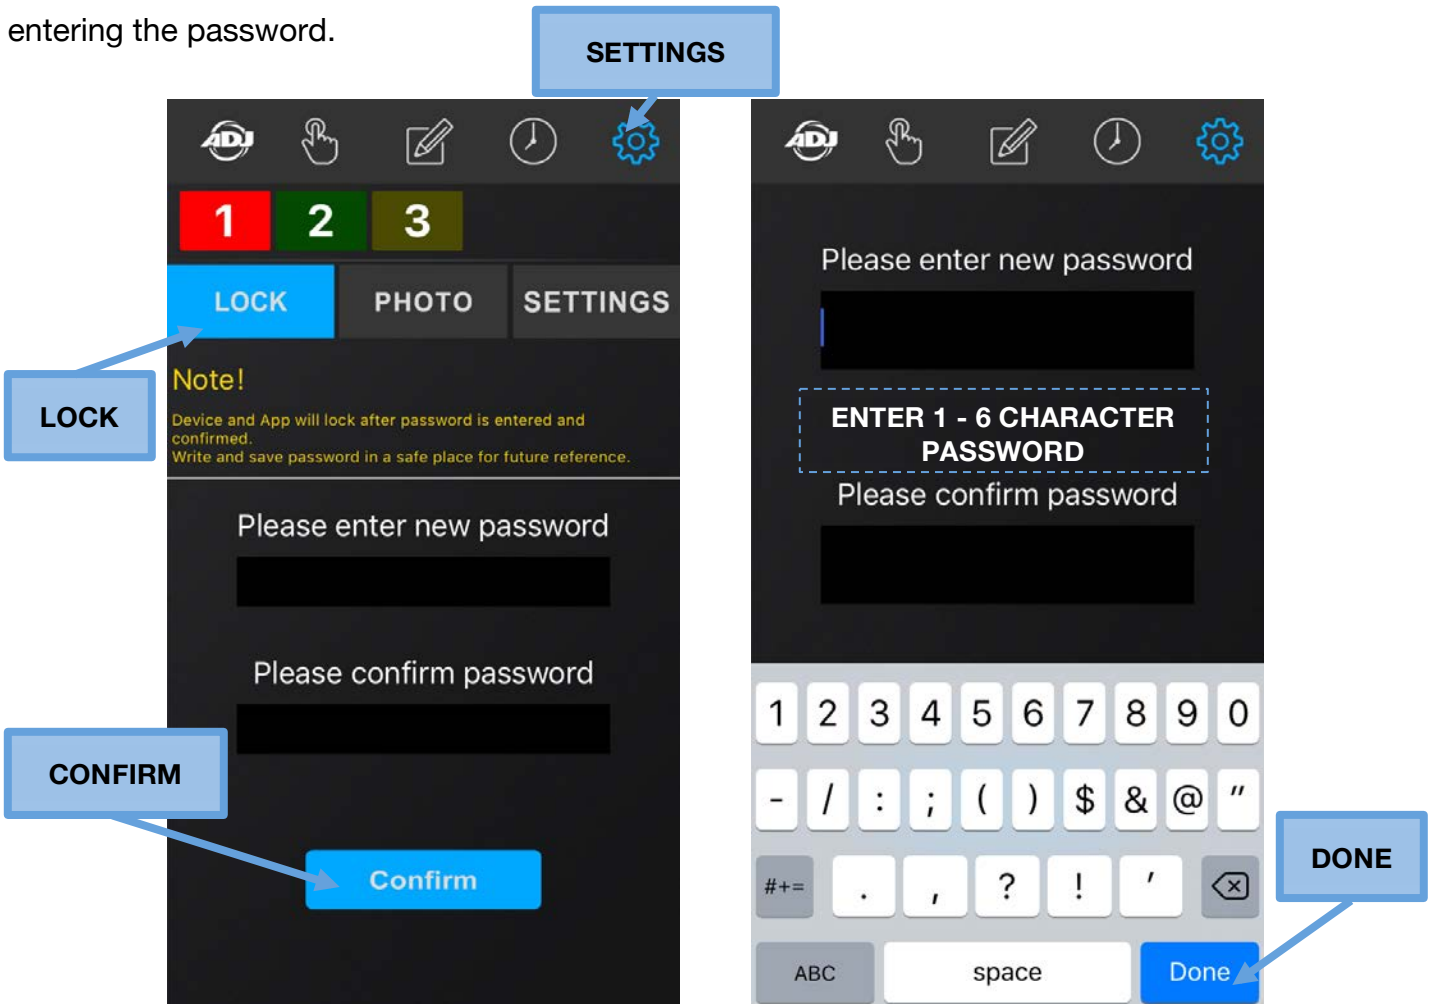 entering the password.
SETTINGS
ADJ
1 2 3
LOCK PHOTO SETTINGS
LOCK
Note!
Device and App will lock after password is entered and
confirmed.
Write and save password in a safe place for future reference.
Please enter new password
Please confirm password
CONFIRM
Confirm
ADJ
Please enter new password
ENTER 1 - 6 CHARACTER
PASSWORD
Please confirm password
1 2 3 4 5 6 7 8 9 0
- / : ; ( ) $ & @ "
#+= . , ? ! '
ABC space Done
DONE